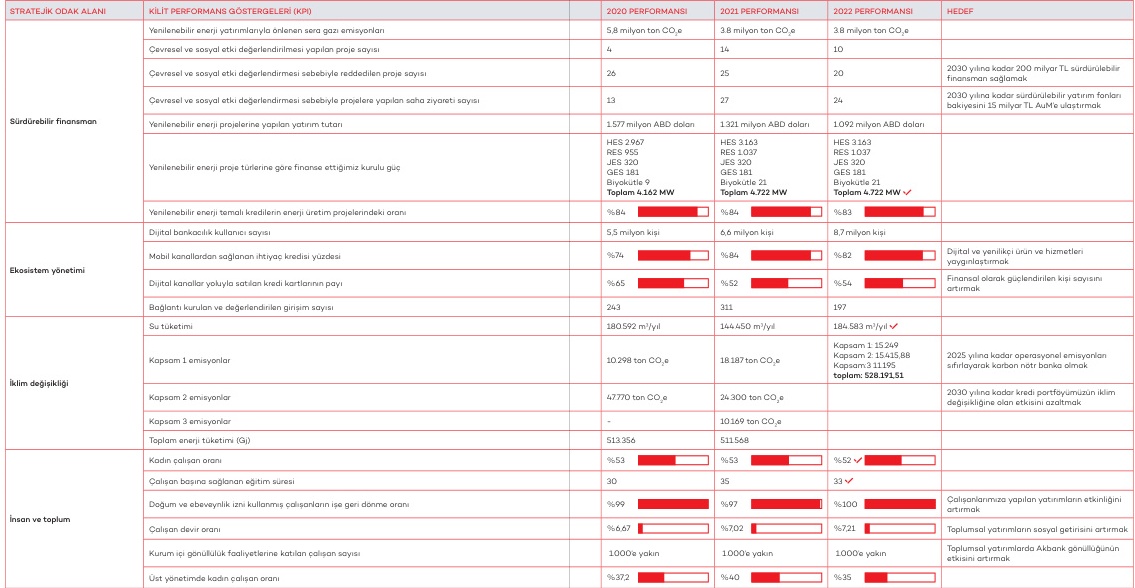 STRATEJİK ODAK ALANI KİLİT PERFORMANS GÖSTERGELERİ (KPI) 2020 PERFORMANSI 2021 PERFORMANSI 2022 PERFORMANSI HEDEF
Sürdürebilir finansman
Yenilenebilir enerji yatırımlarıyla önlenen sera gazı emisyonları 5,8 milyon ton CO₂e 3.8 milyon ton CO₂e 3.8 milyon ton CO₂e
Çevresel ve sosyal etki değerlendirilmesi yapılan proje sayısı 4 14 10
Çevresel ve sosyal etki değerlendirmesi sebebiyle reddedilen proje sayısı 26 25 20
2030 yılına kadar 200 milyar TL sürdürülebilir
finansman sağlamak
Çevresel ve sosyal etki değerlendirmesi sebebiyle projelere yapılan saha ziyareti sayısı 13 27 24
2030 yılına kadar sürdürülebilir yatırım fonları
bakiyesini 15 milyar TL AuM'e ulaştırmak
Yenilenebilir enerji projelerine yapılan yatırım tutarı 1.577 milyon ABD doları 1.321 milyon ABD doları 1.092 milyon ABD doları
Yenilenebilir enerji proje türlerine göre finanse ettiğimiz kurulu güç
HES 2.967
RES 955
JES 320
GES 181
Biyokütle 9
Toplam 4.162 MW
HES 3.163
RES 1.037
JES 320
GES 181
Biyokütle 21
Toplam 4.722 MW
HES 3.163
RES 1.037
JES 320
GES 181
Biyokütle 21
Toplam 4.722 MW ✓
Yenilenebilir enerji temalı kredilerin enerji üretim projelerindeki oranı %84 %84 %83
Ekosistem yönetimi
Dijital bankacılık kullanıcı sayısı 5,5 milyon kişi 6,6 milyon kişi 8,7 milyon kişi
Mobil kanallardan sağlanan ihtiyaç kredisi yüzdesi %74 %84 %82
Dijital ve yenilikçi ürün ve hizmetleri
yaygınlaştırmak
Dijital kanallar yoluyla satılan kredi kartlarının payı %65 %52 %54
Finansal olarak güçlendirilen kişi sayısını
artırmak
Bağlantı kurulan ve değerlendirilen girişim sayısı 243 311 197
İklim değişikliği
Su tüketimi 180.592 m³/yıl 144.450 m³/yıl 184.583 m³/yıl ✓
Kapsam 1 emisyonlar 10.298 ton CO₂e 18.187 ton CO₂e
Kapsam 1: 15.249
Kapsam 2: 15.415,88
Kapsam:3 11.195
toplam: 528.191,51
2025 yılına kadar operasyonel emisyonları
sıfırlayarak karbon nötr banka olmak
Kapsam 2 emisyonlar 47.770 ton CO₂e 24.300 ton CO₂e
2030 yılına kadar kredi portföyümüzün iklim
değişikliğine olan etkisini azaltmak
Kapsam 3 emisyonlar - 10.169 ton CO₂e
Toplam enerji tüketimi (Gj) 513.356 511.568
İnsan ve toplum
Kadın çalışan oranı %53 %53 %52 ✓
Çalışan başına sağlanan eğitim süresi 30 35 33 ✓
Doğum ve ebeveynlik izni kullanmış çalışanların işe geri dönme oranı %99 %97 %100
Çalışanlarımıza yapılan yatırımların etkinliğini
artırmak
Çalışan devir oranı %6,67 %7,02 %7,21 Toplumsal yatırımların sosyal getirisini artırmak
Kurum içi gönüllülük faaliyetlerine katılan çalışan sayısı 1.000'e yakın 1.000'e yakın 1.000'e yakın
Toplumsal yatırımlarda Akbank gönüllüğünün
etkisini artırmak
Üst yönetimde kadın çalışan oranı %37,2 %40 %35